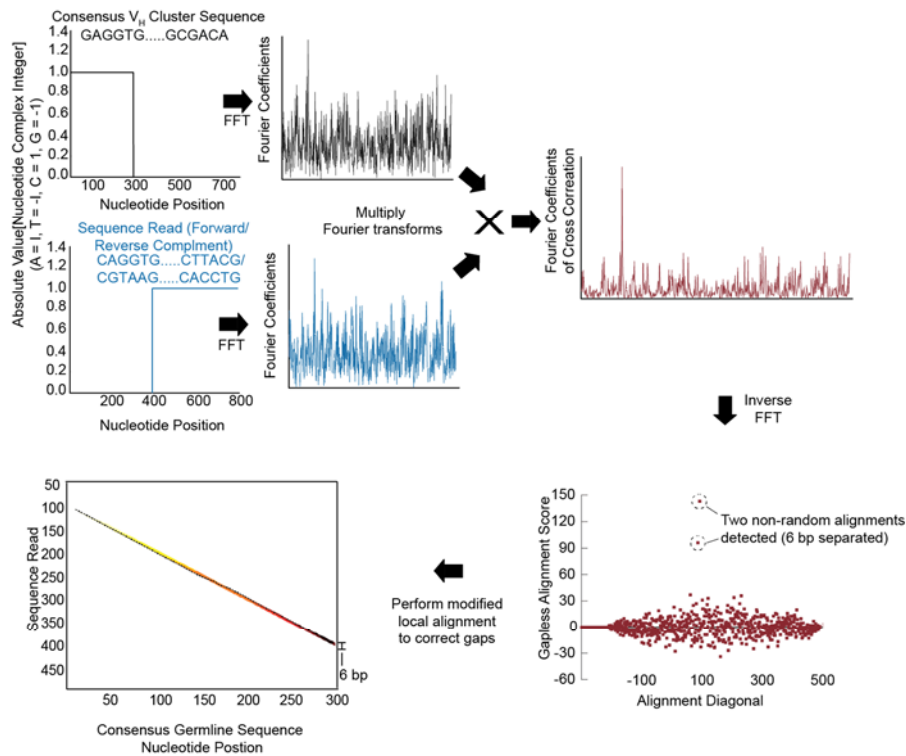 Consensus VH Cluster Sequence
GAGGTG.....GCGACA
Absolute Value[Nucleotide Complex Integer]
(A = I, T = -I, C = 1, G = -1)
1.4
1.2
1.0
0.8
0.6
0.4
0.2
0.0
100 300 500 700
Nucleotide Position
FFT
Fourier Coefficients
Sequence Read (Forward/
Reverse Complment)
CAGGTG.....CTTACG/
CGTAAG.....CACCTG
1.4
1.2
1.0
0.8
0.6
0.4
0.2
0.0
200 400 600 800
Nucleotide Position
FFT
Fourier Coefficients
Multiply
Fourier transforms
Fourier Coefficients
of Cross Correation
Inverse
FFT
150
120
90
60
30
0
-30
-60
Gapless Alignment Score
-100 100 300 500
Alignment Diagonal
Two non-random alignments
detected (6 bp separated)
Perform modified
local alignment
to correct gaps
50
100
150
200
250
300
350
400
450
Sequence Read
6 bp
50 100 150 200 250 300
Consensus Germline Sequence
Nucleotide Postion